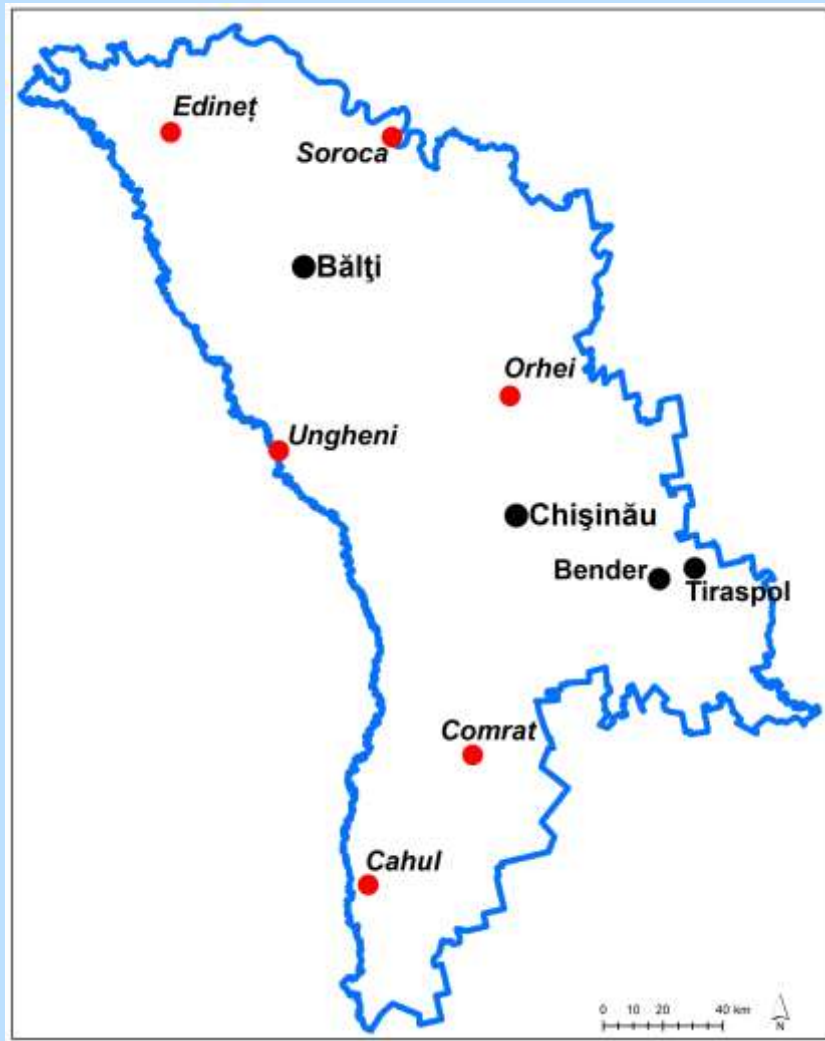 Edineț
Soroca
Bălţi
Orhei
Ungheni
Chişinău
Bender
Tiraspol
Comrat
Cahul
0 10 20 40 km
N